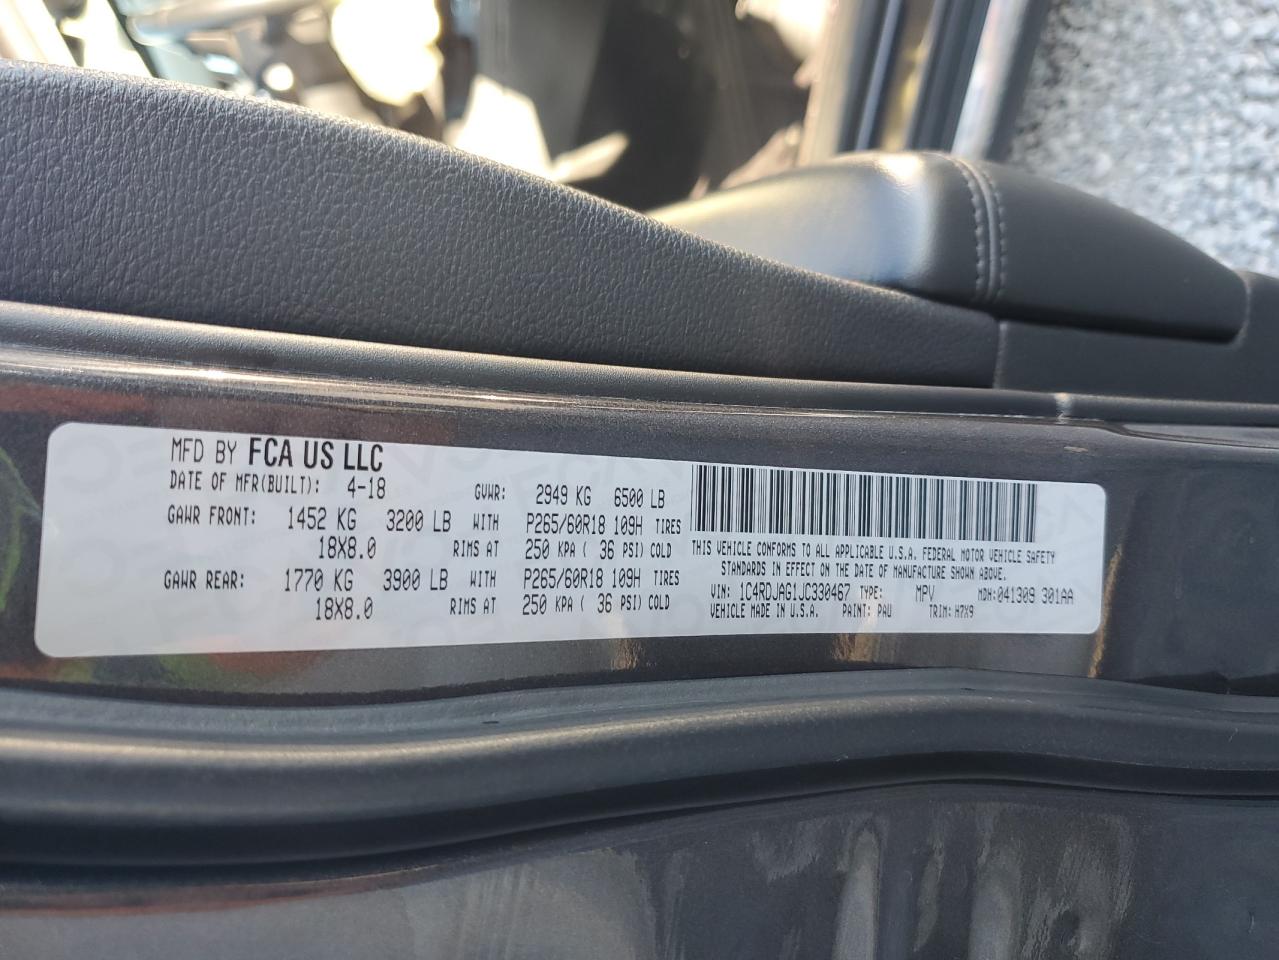 MFD BY FCA US LLC
DATE OF MFR(BUILT): 4-18 GVWR: 2949 KG 6500 LB
GAWR FRONT: 1452 KG 3200 LB WITH P265/60R18 109H TIRES
18X8.0 RIMS AT 250 KPA ( 36 PSI) COLD
GAWR REAR: 1770 KG 3900 LB WITH P265/60R18 109H TIRES
18X8.0 RIMS AT 250 KPA ( 36 PSI) COLD
THIS VEHICLE CONFORMS TO ALL APPLICABLE U.S.A. FEDERAL MOTOR VEHICLE SAFETY
STANDARDS IN EFFECT ON THE DATE OF MANUFACTURE SHOWN ABOVE.
VIN: 1C4RDJAG1JC330467 TYPE: MPV MDH:041309 301AA
VEHICLE MADE IN U.S.A. PAINT: PAU TRIM: H7X9